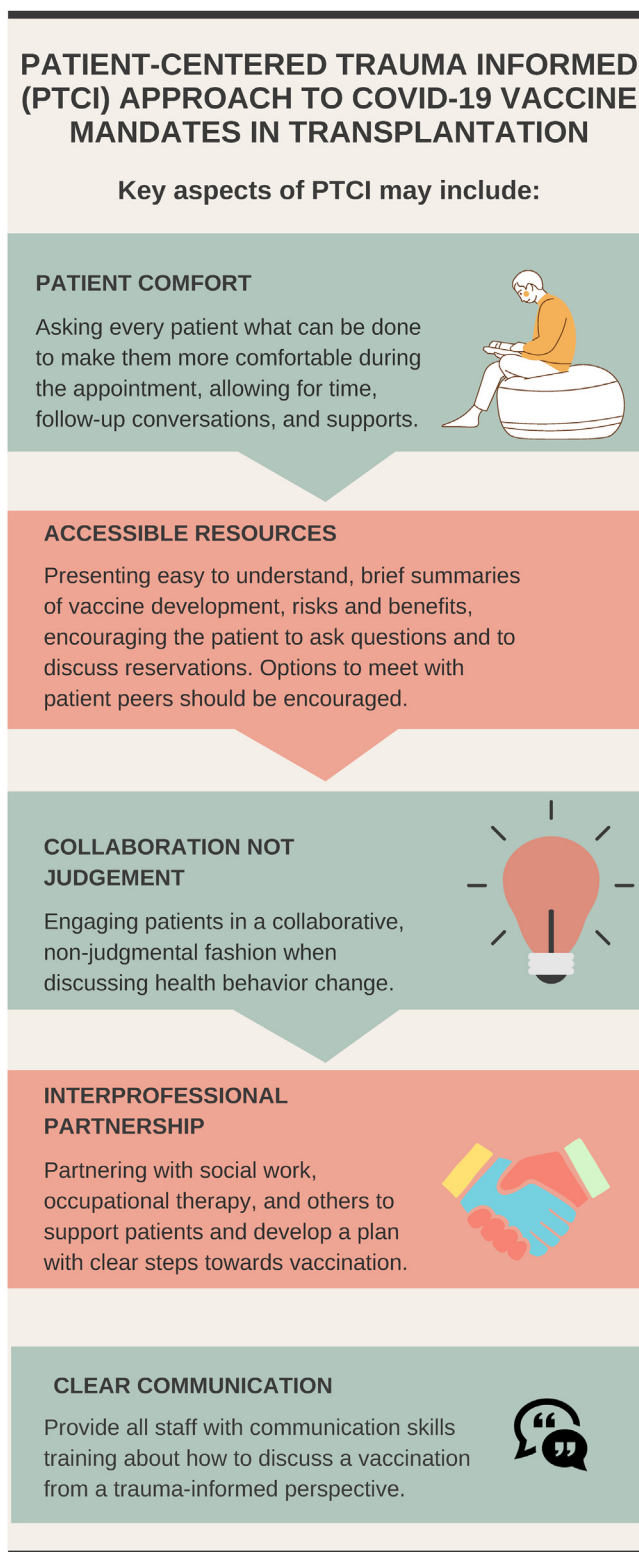 PATIENT-CENTERED TRAUMA INFORMED
(PTCI) APPROACH TO COVID-19 VACCINE
MANDATES IN TRANSPLANTATION
Key aspects of PTCI may include:
PATIENT COMFORT
Asking every patient what can be done
to make them more comfortable during
the appointment, allowing for time,
follow-up conversations, and supports.
ACCESSIBLE RESOURCES
Presenting easy to understand, brief summaries
of vaccine development, risks and benefits,
encouraging the patient to ask questions and to
discuss reservations. Options to meet with
patient peers should be encouraged.
COLLABORATION NOT
JUDGEMENT
Engaging patients in a collaborative,
non-judgmental fashion when
discussing health behavior change.
INTERPROFESSIONAL
PARTNERSHIP
Partnering with social work,
occupational therapy, and others to
support patients and develop a plan
with clear steps towards vaccination.
CLEAR COMMUNICATION
Provide all staff with communication skills
training about how to discuss a vaccination
from a trauma-informed perspective.